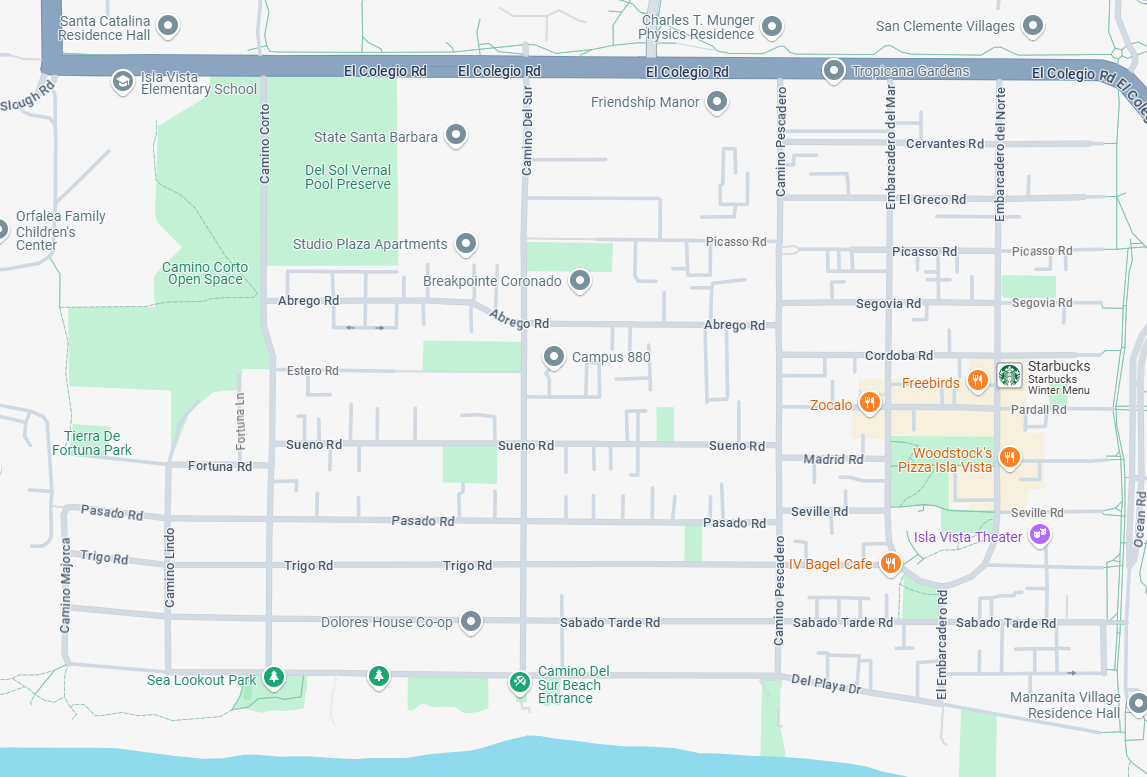 Santa Catalina
Residence Hall
Charles T. Munger
Physics Residence
San Clemente Villages
El Colegio Rd
El Colegio Rd
El Colegio Rd
Tropicana Gardens
El Colegio Rd
El Coleg
Isla Vista
Elementary School
Slough Rd
Friendship Manor
Camino Corto
Camino Del Sur
Camino Pescadero
Embarcadero del Mar
Embarcadero del Norte
State Santa Barbara
Cervantes Rd
Del Sol Vernal
Pool Preserve
El Greco Rd
Orfalea Family
Children's
Center
Studio Plaza Apartments
Picasso Rd
Picasso Rd
Picasso Rd
Camino Corto
Open Space
Breakpointe Coronado
Abrego Rd
Abrego Rd
Abrego Rd
Segovia Rd
Segovia Rd
Campus 880
Cordoba Rd
Estero Rd
Starbucks
Starbucks
Winter Menu
Freebirds
Zocalo
Pardall Rd
Fortuna Ln
Tierra De
Fortuna Park
Sueno Rd
Sueno Rd
Sueno Rd
Fortuna Rd
Madrid Rd
Woodstock's
Pizza Isla Vista
Pasado Rd
Pasado Rd
Pasado Rd
Seville Rd
Seville Rd
Ocean Rd
Isla Vista Theater
Trigo Rd
Trigo Rd
Trigo Rd
IV Bagel Cafe
Camino Majorca
Camino Lindo
Camino Pescadero
Dolores House Co-op
Sabado Tarde Rd
Sabado Tarde Rd
Sabado Tarde Rd
El Embarcadero Rd
Sea Lookout Park
Camino Del
Sur Beach
Entrance
Del Playa Dr
Manzanita Village
Residence Hall